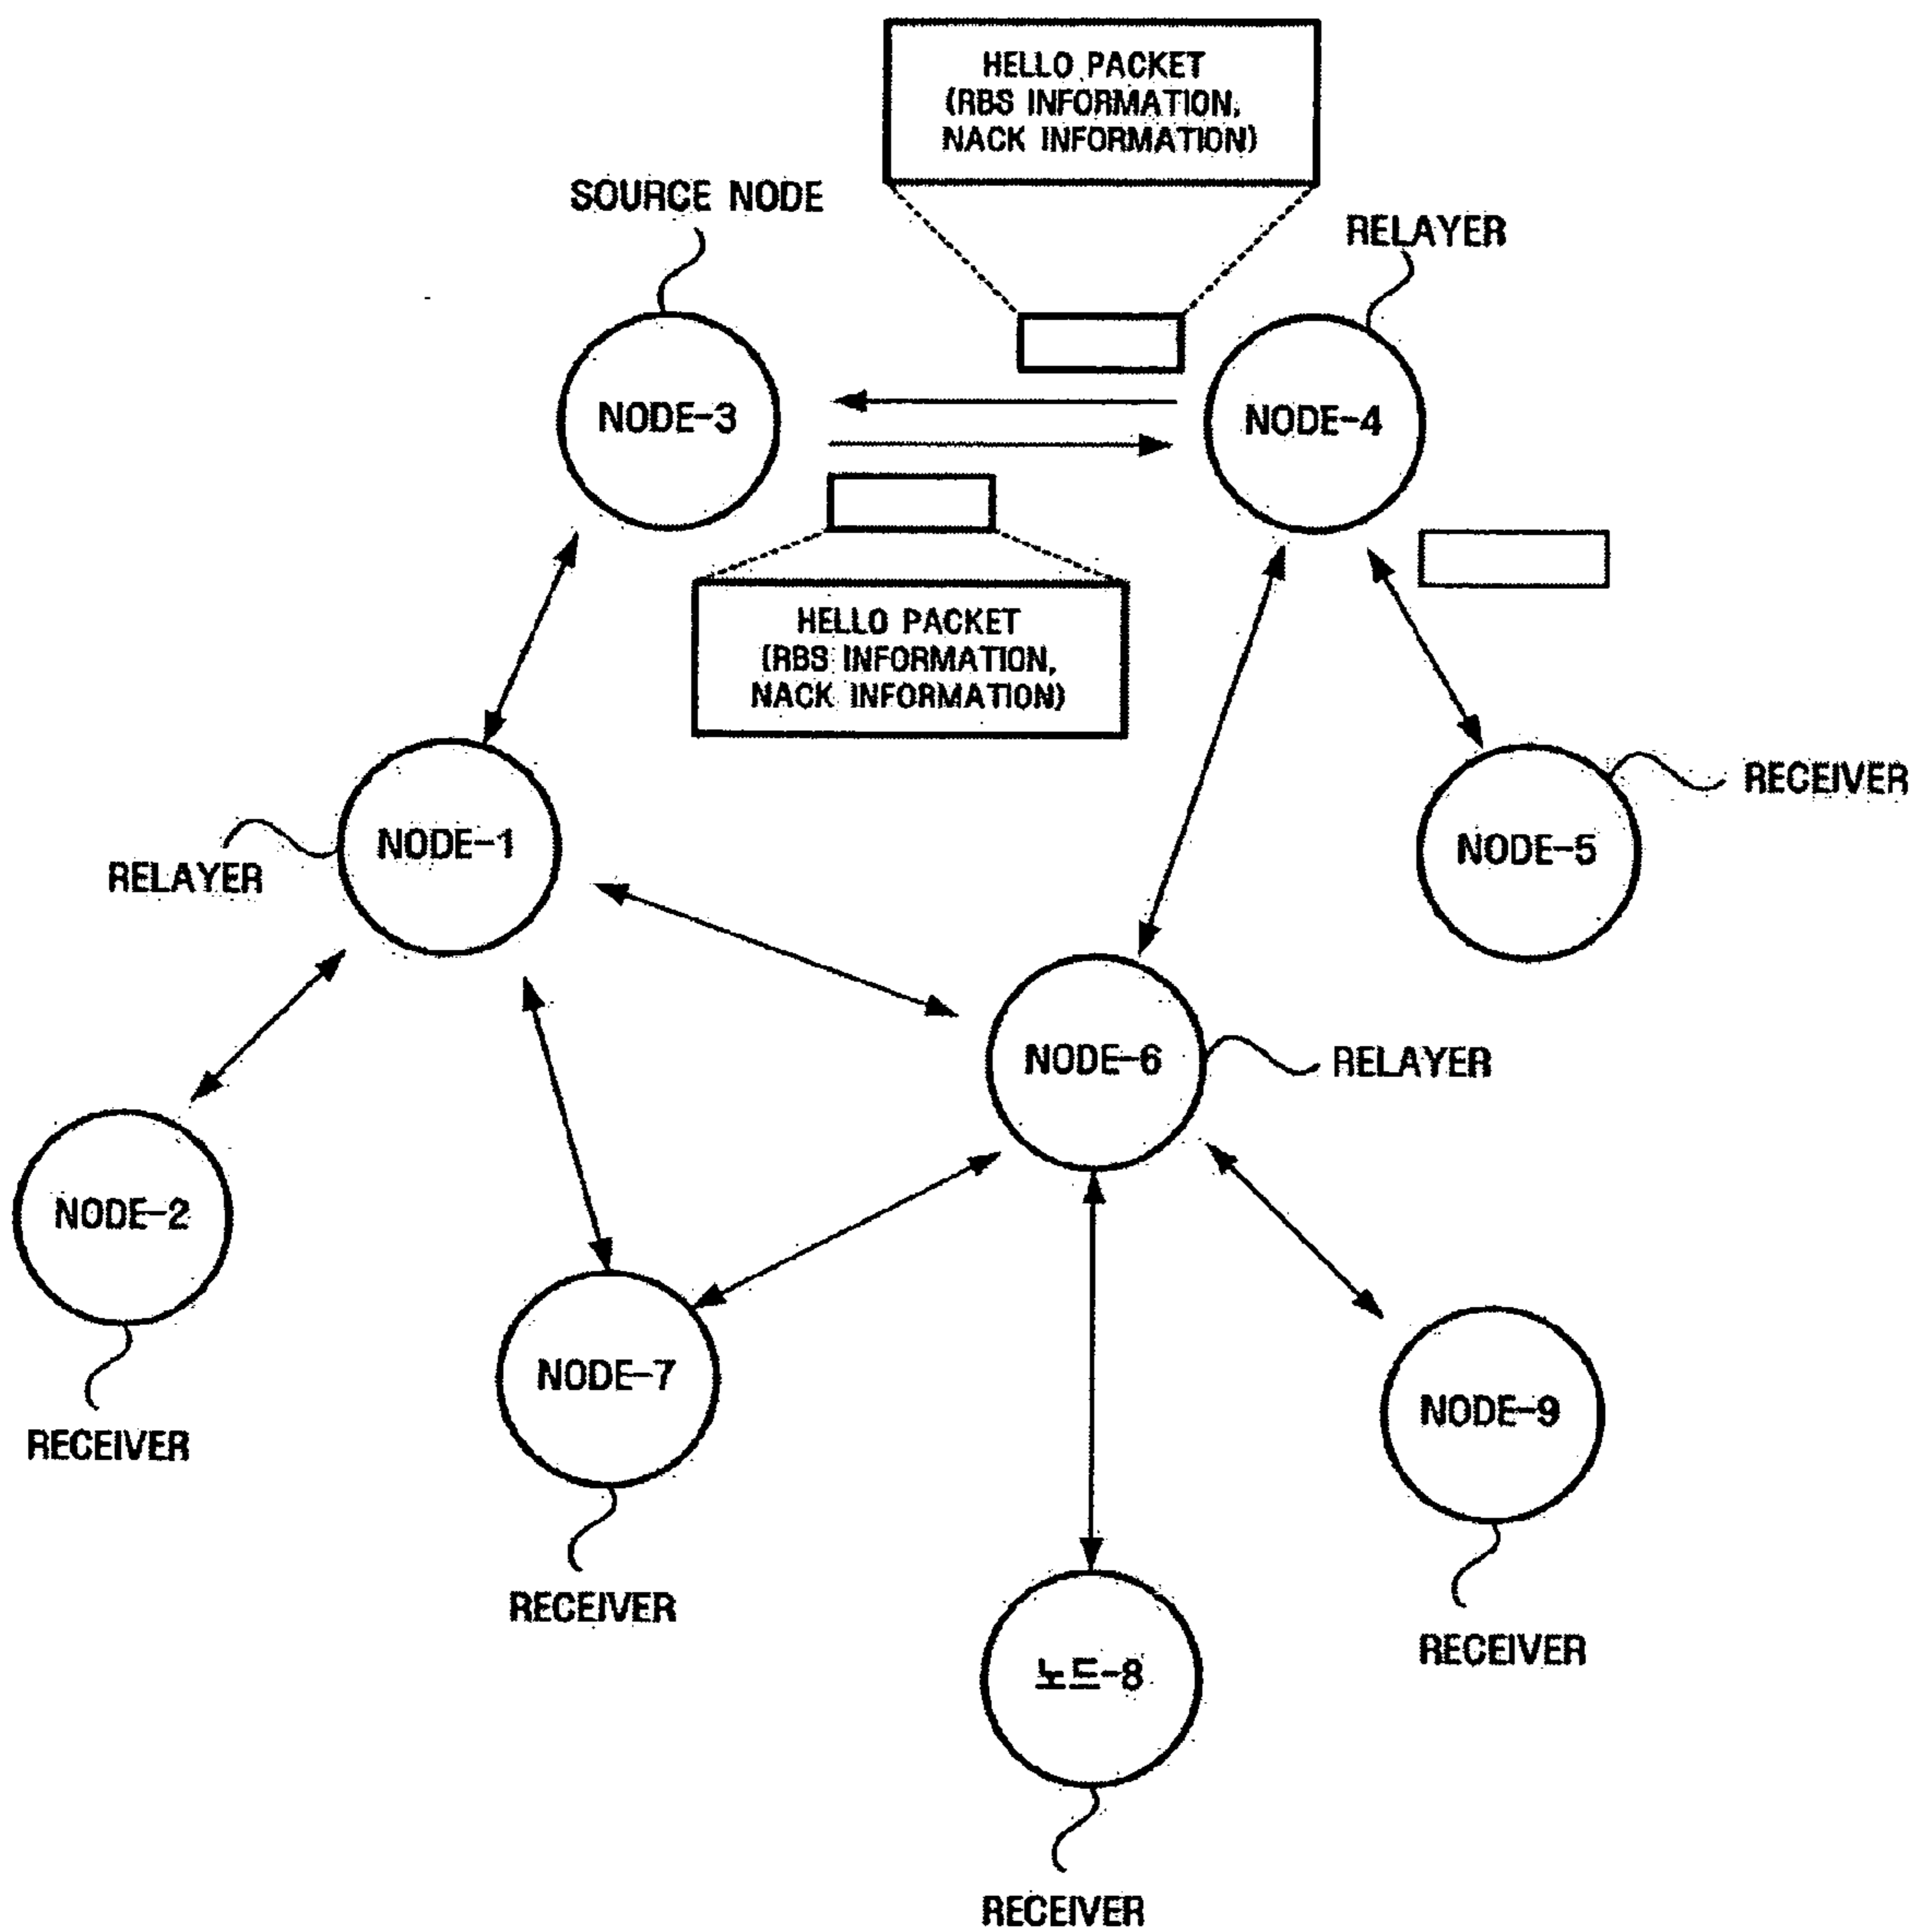 HELLO PACKET
(RBS INFORMATION,
NACK INFORMATION)
SOURCE NODE
RELAYER
NODE-3
NODE-4
HELLO PACKET
(RBS INFORMATION,
NACK INFORMATION)
RECEIVER
NODE-1
NODE-5
RELAYER
NODE-6
RELAYER
NODE-2
NODE-7
NODE-9
RECEIVER
RECEIVER
RECEIVER
노드-8
RECEIVER